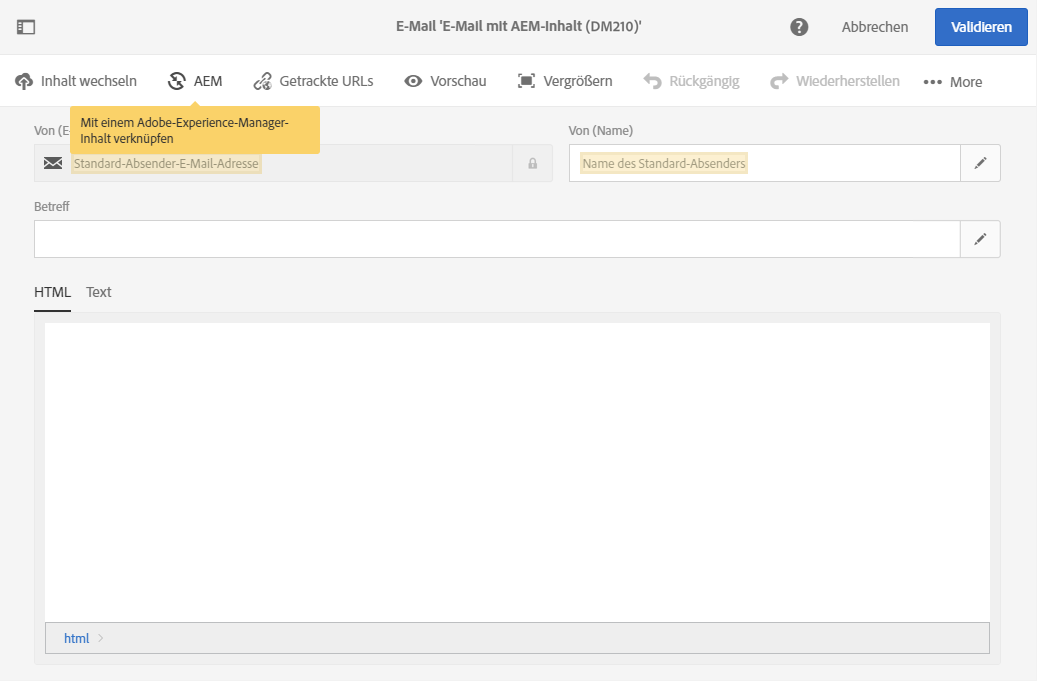 E-Mail 'E-Mail mit AEM-Inhalt (DM210)'
?
Abbrechen
Validieren
Inhalt wechseln
AEM
Getrackte URLs
Vorschau
Vergrößern
Rückgängig
Wiederherstellen
More
Mit einem Adobe-Experience-Manager-
Inhalt verknüpfen
Von (E-
Von (Name)
Standard-Absender-E-Mail-Adresse
Name des Standard-Absenders
Betreff
HTML
Text
html